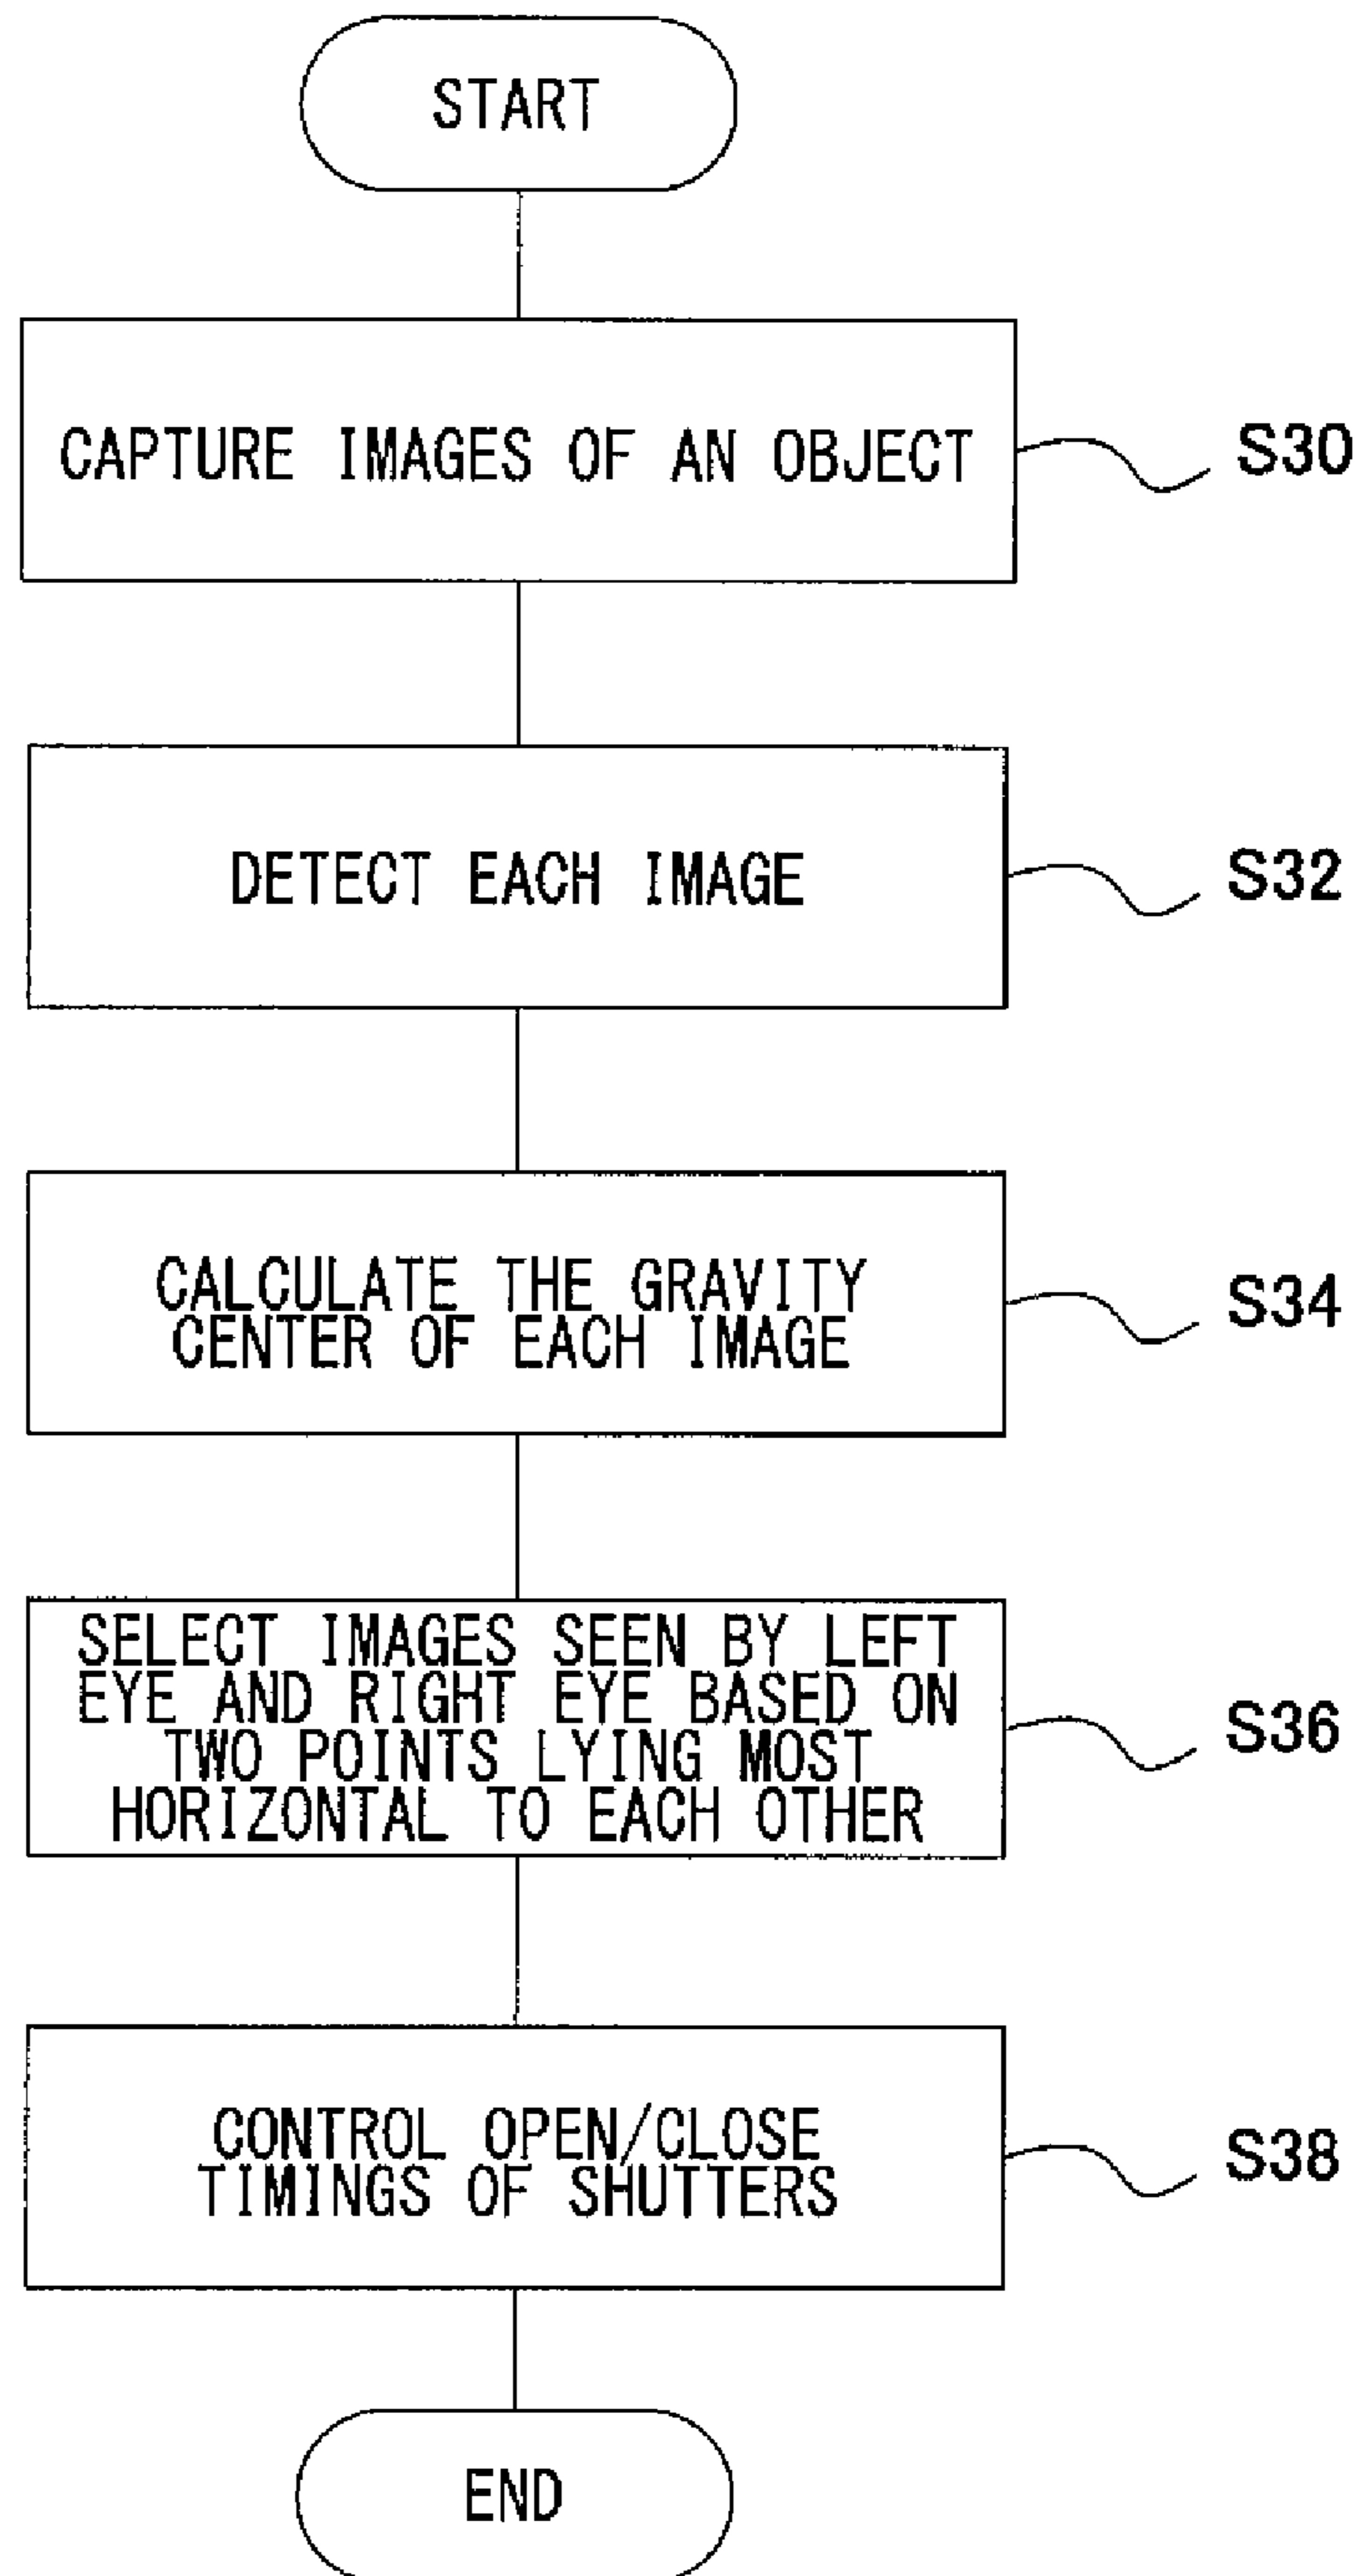 START
CAPTURE IMAGES OF AN OBJECT
S30
DETECT EACH IMAGE
S32
CALCULATE THE GRAVITY
CENTER OF EACH IMAGE
S34
SELECT IMAGES SEEN BY LEFT
EYE AND RIGHT EYE BASED ON
TWO POINTS LYING MOST
HORIZONTAL TO EACH OTHER
S36
CONTROL OPEN/CLOSE
TIMINGS OF SHUTTERS
S38
END